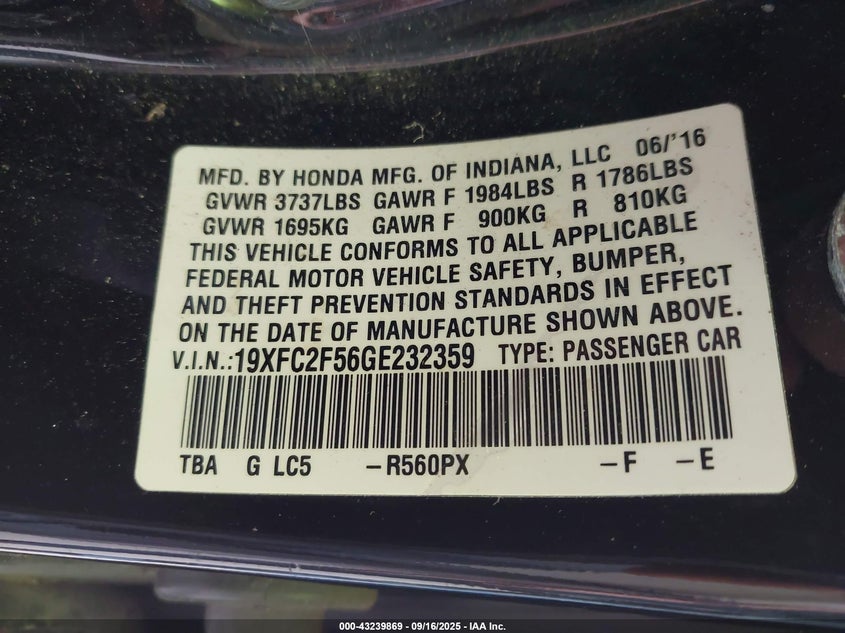 MFD. BY HONDA MFG. OF INDIANA, LLC 06/'16
GVWR 3737LBS GAWR F 1984LBS R 1786LBS
GVWR 1695KG GAWR F 900KG R 810KG
THIS VEHICLE CONFORMS TO ALL APPLICABLE
FEDERAL MOTOR VEHICLE SAFETY, BUMPER,
AND THEFT PREVENTION STANDARDS IN EFFECT
ON THE DATE OF MANUFACTURE SHOWN ABOVE.
V.I.N.:19XFC2F56GE232359 TYPE: PASSENGER CAR
TBA G LC5 -R560PX -F -E
000-43239869 - 09/16/2025 - IAA Inc.